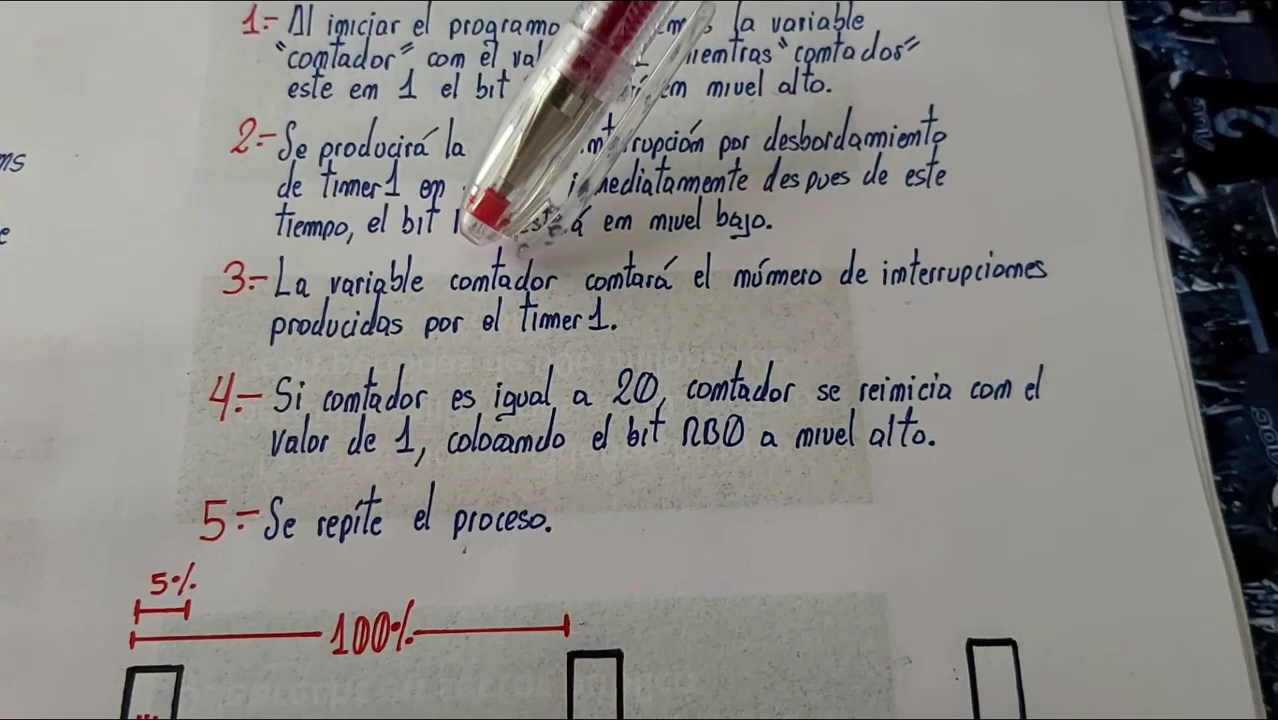 1.- Al iniciar el programa la variable
"contador" con el mientras "contador"
este en 1 el bit en nivel alto.
2.- Se producirá la interrupción por desbordamiento
de timer1 en inmediatamente despues de este
tiempo, el bit estará en nivel bajo.
3.- La variable contador contará el número de interrupciones
producidas por el timer1.
4.- Si contador es igual a 20, contador se reinicia con el
valor de 1, colocando el bit RB0 a nivel alto.
5.- Se repite el proceso.
5%
100%
ms
e